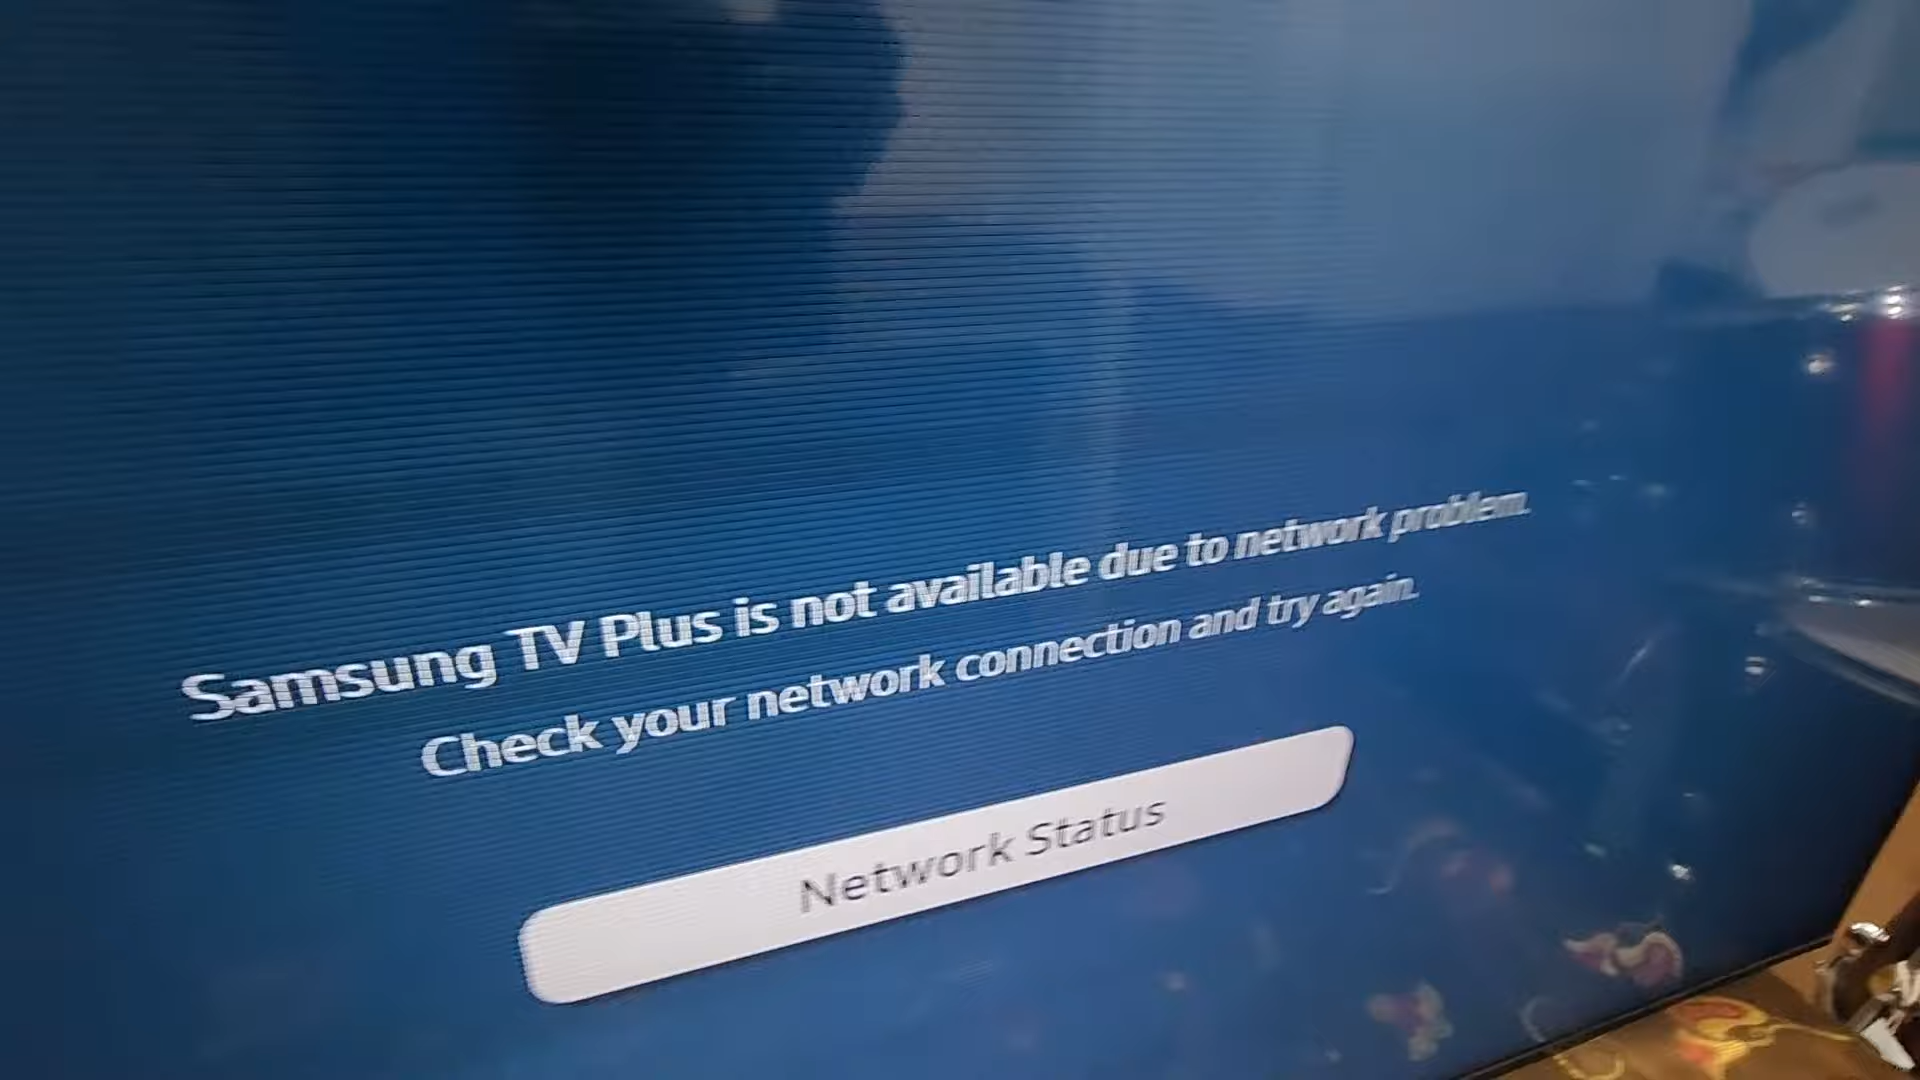 Samsung TV Plus is not available due to network problem.
Check your network connection and try again.
Network Status